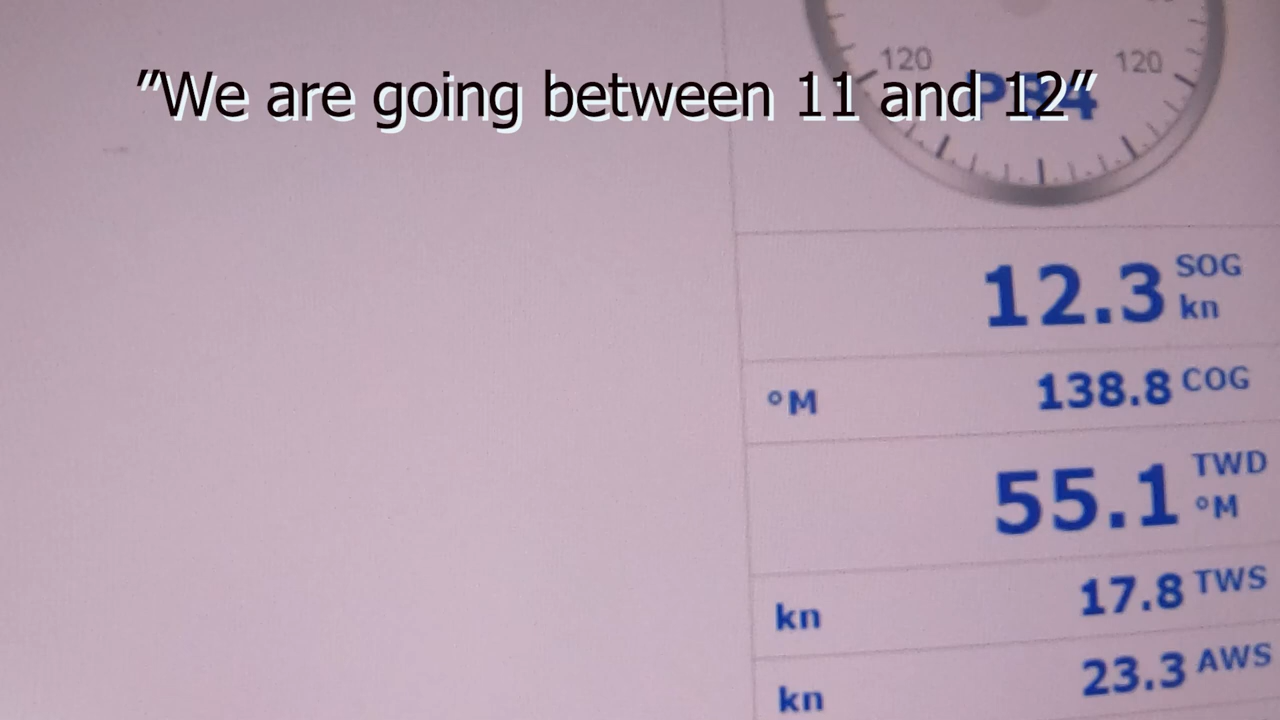 120 120
"We are going between 11 and 12"
12.3 SOG
kn
°M 138.8 COG
55.1 TWD
°M
kn 17.8 TWS
kn 23.3 AWS